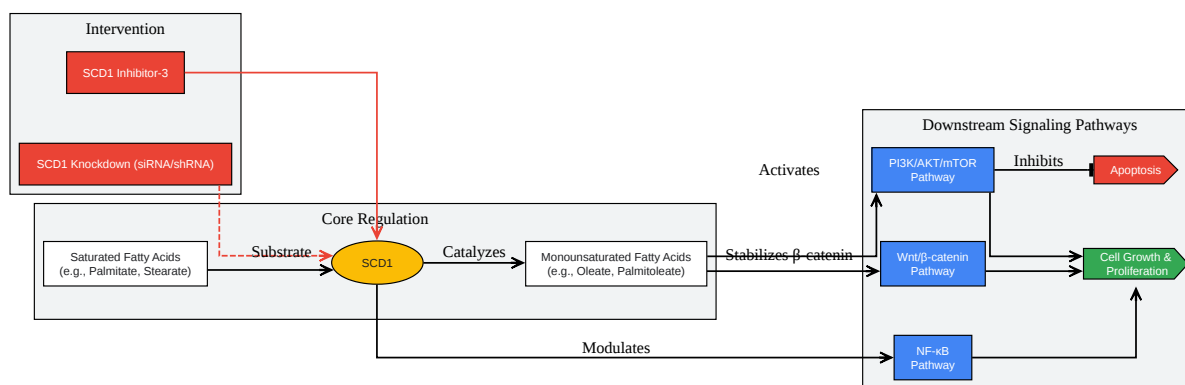 Intervention
SCD1 Inhibitor-3
SCD1 Knockdown (siRNA/shRNA)
Core Regulation
Saturated Fatty Acids
(e.g., Palmitate, Stearate)
Substrate
SCD1
Catalyzes
Monounsaturated Fatty Acids
(e.g., Oleate, Palmitoleate)
Activates
Stabilizes β-catenin
Modulates
Downstream Signaling Pathways
PI3K/AKT/mTOR
Pathway
Inhibits
Apoptosis
Wnt/β-catenin
Pathway
Cell Growth &
Proliferation
NF-κB
Pathway